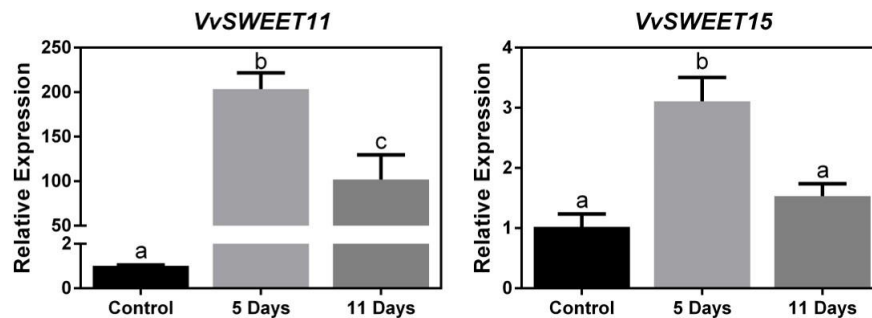 VvSWEET11
Relative Expression
250
200
150
100
50
2
0
a
b
c
Control
5 Days
11 Days
VvSWEET15
Relative Expression
4
3
2
1
0
a
b
a
Control
5 Days
11 Days